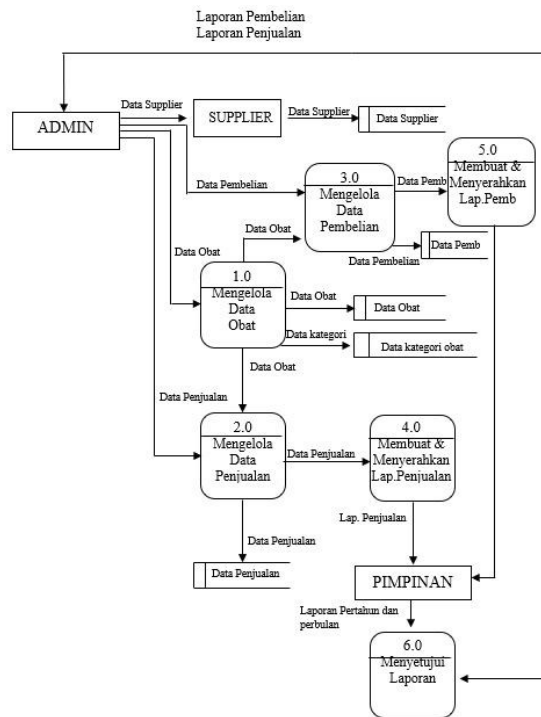 Laporan Pembelian
Laporan Penjualan
ADMIN
Data Supplier
SUPPLIER
Data Supplier
Data Supplier
5.0
Membuat &
Menyerahkan
Lap.Pemb
Data Pembelian
3.0
Mengelola
Data
Pembelian
Data Pemb
Data Pemb
Data Pembelian
Data Obat
Data Obat
1.0
Mengelola
Data
Obat
Data Obat
Data Obat
Data kategori
Data kategori obat
Data Obat
Data Penjualan
2.0
Mengelola
Data
Penjualan
Data Penjualan
4.0
Membuat &
Menyerahkan
Lap.Penjualan
Lap. Penjualan
Data Penjualan
Data Penjualan
PIMPINAN
Laporan Pertahun dan
perbulan
6.0
Menyetujui
Laporan